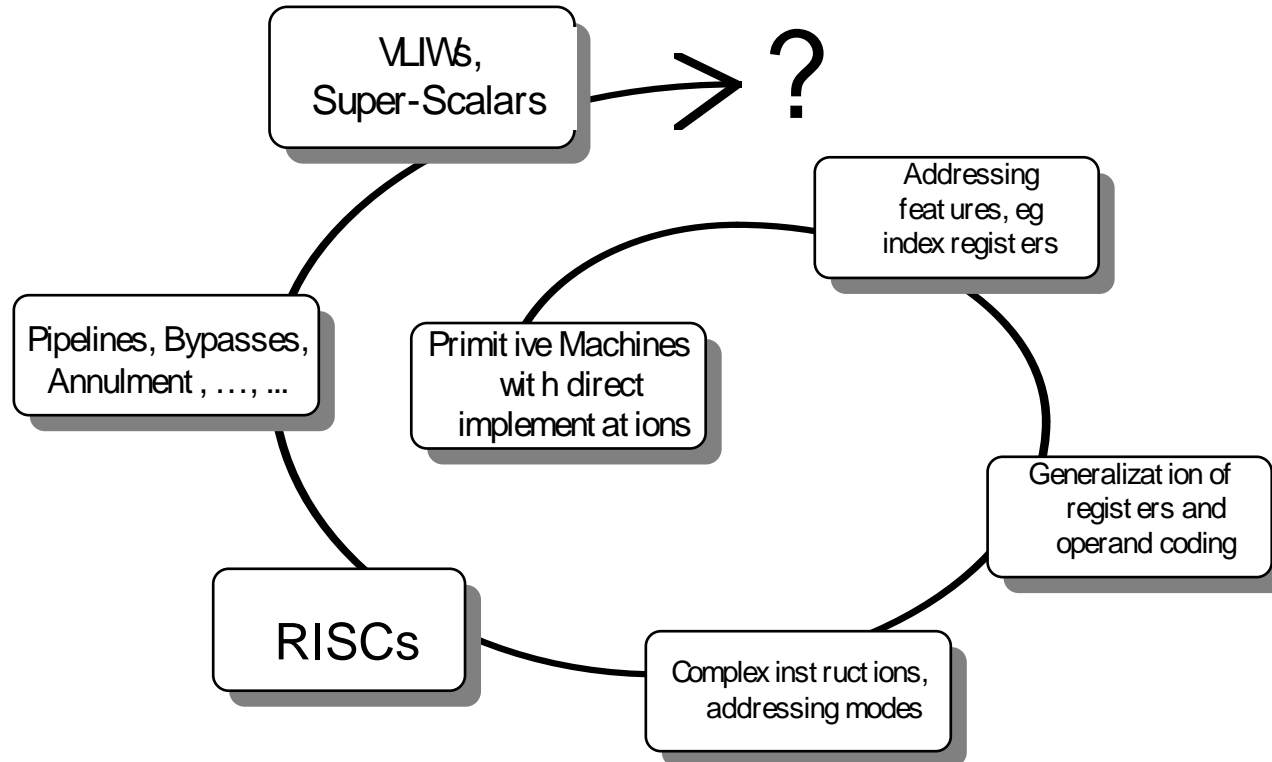 VLIWs,
Super-Scalars
?
Addressing
features, eg
index registers
Pipelines, Bypasses,
Annulment, …, ...
Primitive Machines
with direct
implementations
Generalization of
registers and
operand coding
RISCs
Complex instructions,
addressing modes